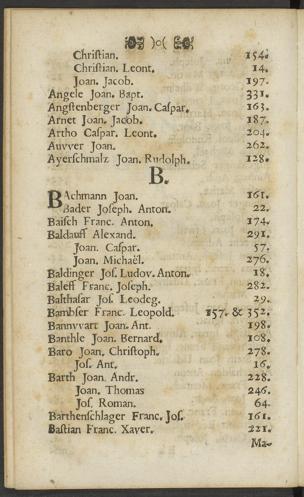 )o(
Christian. 154.
Christian. Leont. 14.
Joan. Jacob. 197.
Angele Joan. Bapt. 331.
Angstenberger Joan. Caspar. 163.
Arnet Joan. Jacob. 187.
Artho Caspar. Leont. 204.
Auvver Joan. 262.
Ayerschmalz Joan. Rudolph. 128.
B.
BAchmann Joan. 161.
Bader Joseph. Anton. 22.
Baisch Franc. Anton. 174.
Baldauff Alexand. 291.
Joan. Caspar. 57.
Joan. Michaël. 276.
Baldinger Jos. Ludov. Anton. 18.
Baless Franc. Joseph. 282.
Balthasar Jos. Leodeg. 29.
Bambser Franc. Leopold. 157. & 352.
Bannvvart Joan. Ant. 198.
Banthle Joan. Bernard. 108.
Baro Joan. Christoph. 278.
Jos. Ant. 16.
Barth Joan. Andr. 228.
Joan. Thomas 246.
Jos. Roman. 64.
Barthenschlager Franc. Jos. 161.
Bastian Franc. Xaver. 221.
Ma-